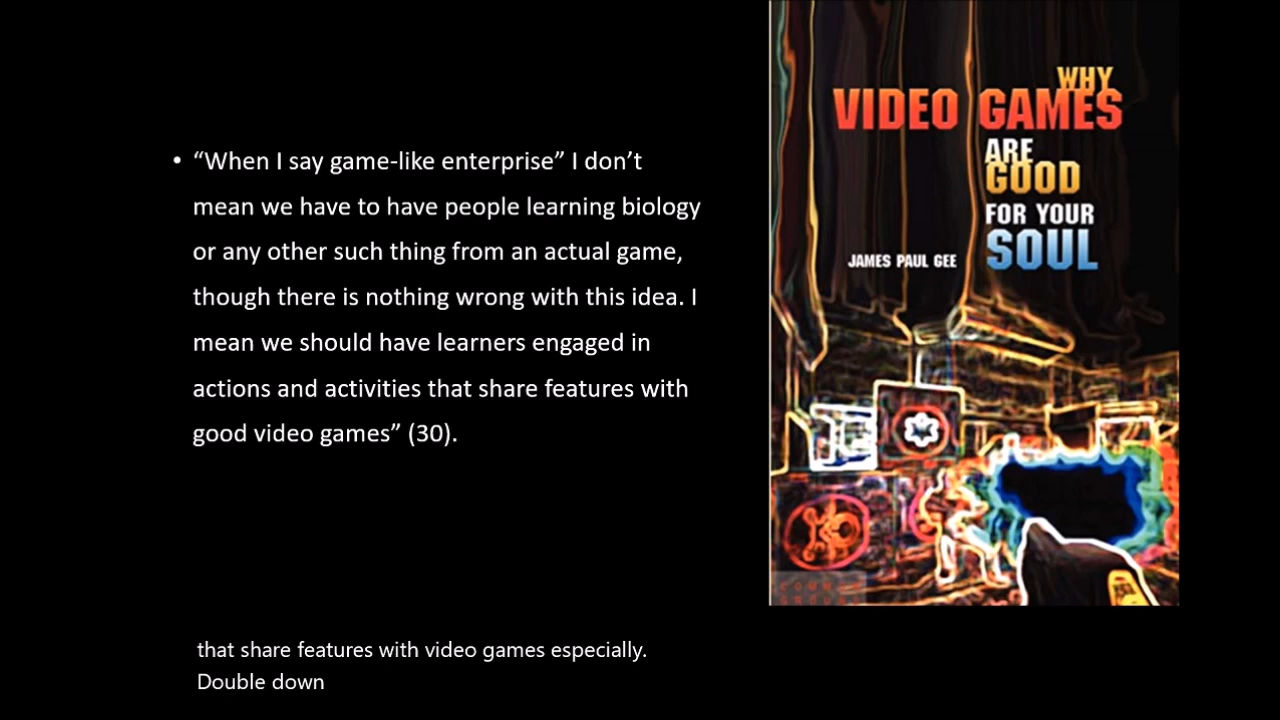 • “When I say game-like enterprise” I don’t
mean we have to have people learning biology
or any other such thing from an actual game,
though there is nothing wrong with this idea. I
mean we should have learners engaged in
actions and activities that share features with
good video games” (30).
WHY
VIDEO GAMES
ARE
GOOD
FOR YOUR
SOUL
JAMES PAUL GEE
that share features with video games especially.
Double down